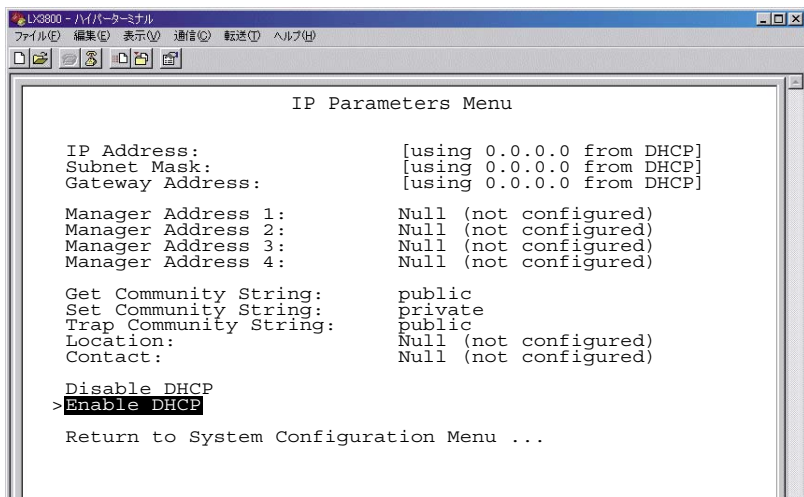 LX3800 - ハイパーターミナル
ファイル(F) 編集(E) 表示(V) 通信(C) 転送(T) ヘルプ(H)
IP Parameters Menu
IP Address: [using 0.0.0.0 from DHCP]
Subnet Mask: [using 0.0.0.0 from DHCP]
Gateway Address: [using 0.0.0.0 from DHCP]
Manager Address 1: Null (not configured)
Manager Address 2: Null (not configured)
Manager Address 3: Null (not configured)
Manager Address 4: Null (not configured)
Get Community String: public
Set Community String: private
Trap Community String: public
Location: Null (not configured)
Contact: Null (not configured)
Disable DHCP
>Enable DHCP
Return to System Configuration Menu ...